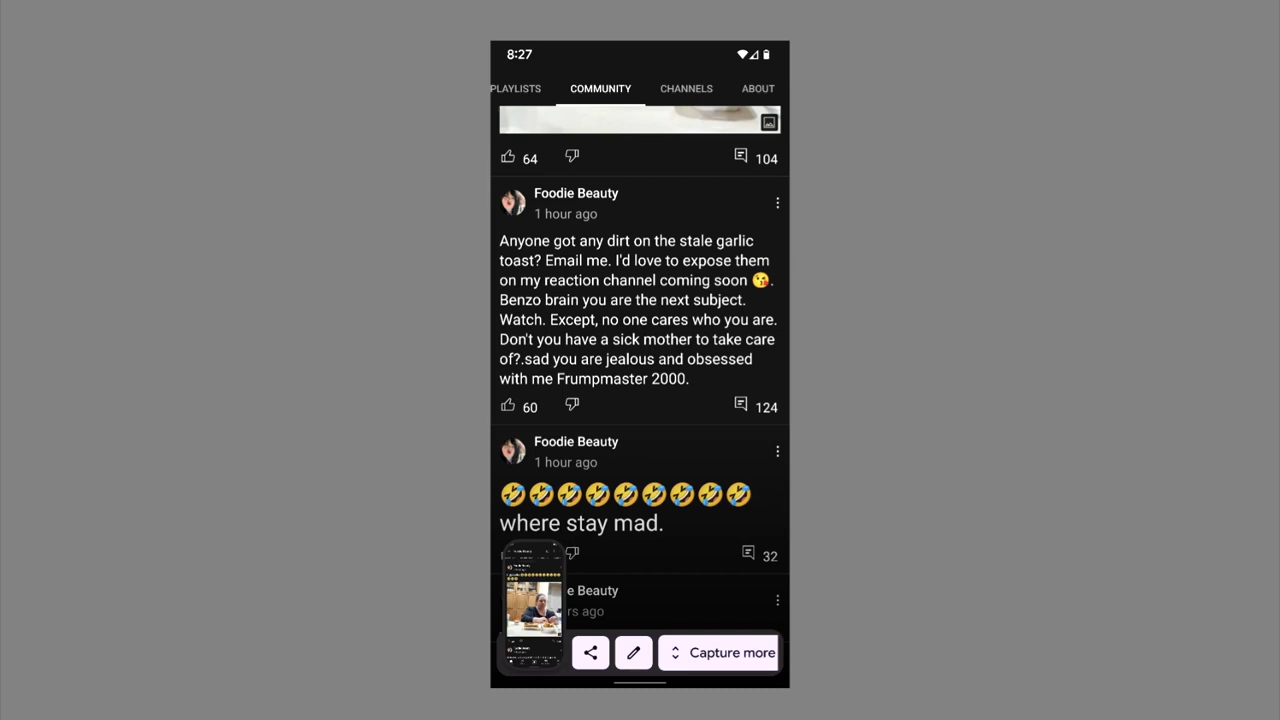 8:27
PLAYLISTS COMMUNITY CHANNELS ABOUT
64 104
Foodie Beauty
1 hour ago
Anyone got any dirt on the stale garlic
toast? Email me. I'd love to expose them
on my reaction channel coming soon 😘.
Benzo brain you are the next subject.
Watch. Except, no one cares who you are.
Don't you have a sick mother to take care
of?.sad you are jealous and obsessed
with me Frumpmaster 2000.
60 124
Foodie Beauty
1 hour ago
🤣🤣🤣🤣🤣🤣🤣🤣🤣
where stay mad.
32
e Beauty
rs ago
Capture more